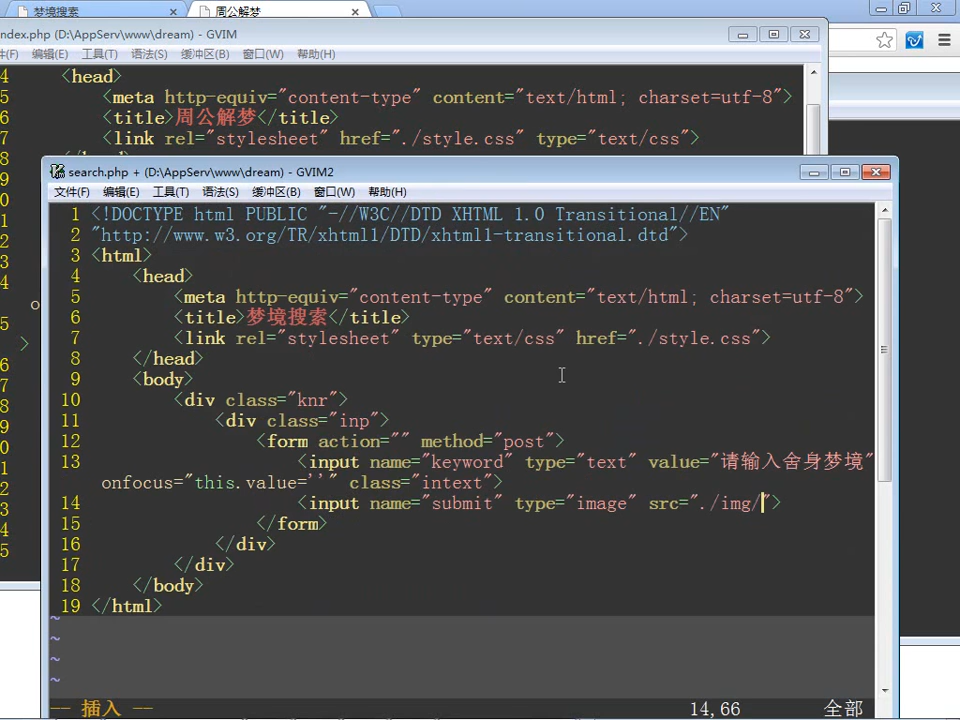 梦境搜索
周公解梦
ndex.php (D:\AppServ\www\dream) - GVIM
件(F) 编辑(E) 工具(T) 语法(S) 缓冲区(B) 窗口(W) 帮助(H)
4 <head>
5 <meta http-equiv="content-type" content="text/html; charset=utf-8">
6 <title>周公解梦</title>
7 <link rel="stylesheet" href="./style.css" type="text/css">
search.php + (D:\AppServ\www\dream) - GVIM2
文件(F) 编辑(E) 工具(T) 语法(S) 缓冲区(B) 窗口(W) 帮助(H)
1 <!DOCTYPE html PUBLIC "-//W3C//DTD XHTML 1.0 Transitional//EN"
2 "http://www.w3.org/TR/xhtml1/DTD/xhtml1-transitional.dtd">
3 <html>
4 <head>
5 <meta http-equiv="content-type" content="text/html; charset=utf-8">
6 <title>梦境搜索</title>
7 <link rel="stylesheet" type="text/css" href="./style.css">
8 </head>
9 <body>
10 <div class="knr">
11 <div class="inp">
12 <form action="" method="post">
13 <input name="keyword" type="text" value="请输入舍身梦境"
onfocus="this.value=''" class="intext">
14 <input name="submit" type="image" src="./img/">
15 </form>
16 </div>
17 </div>
18 </body>
19 </html>
~
~
~
~
-- 插入 -- 14,66 全部